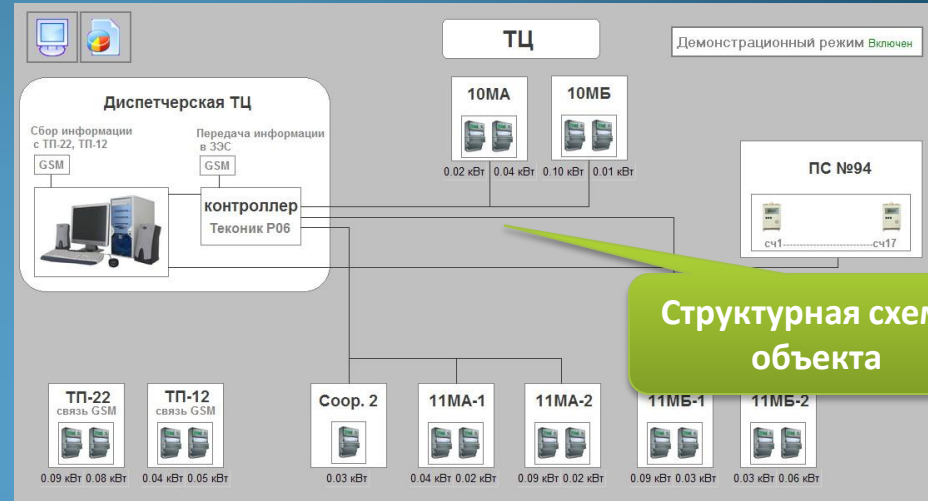 ТЦ
Демонстрационный режим Включен
Диспетчерская ТЦ
Сбор информации
с ТП-22, ТП-12
GSM
Передача информации
в ЗЭС
GSM
контроллер
Теконик Р06
10МА
0.02 кВт 0.04 кВт
10МБ
0.10 кВт 0.01 кВт
ПС №94
сч1 сч17
Структурная
объекта
ТП-22
связь GSM
0.09 кВт 0.08 кВт
ТП-12
связь GSM
0.04 кВт 0.05 кВт
Соор. 2
0.03 кВт
11МА-1
0.04 кВт 0.02 кВт
11МА-2
0.09 кВт 0.02 кВт
11МБ-1
0.09 кВт 0.03 кВт
11МБ-2
0.03 кВт 0.06 кВт